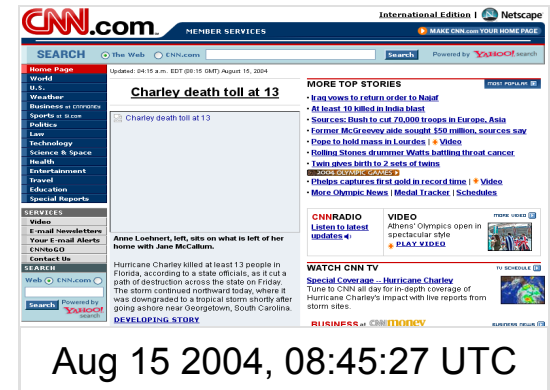 CNN.com.
MEMBER SERVICES
International Edition | Netscape
MAKE CNN.com YOUR HOME PAGE
SEARCH The Web CNN.com Search Powered by YAHOO! search
Home Page
World
U.S.
Weather
Business at CNNMONEY
Sports at SI.com
Politics
Law
Technology
Science & Space
Health
Entertainment
Travel
Education
Special Reports
SERVICES
Video
E-mail Newsletters
Your E-mail Alerts
CNNtoGO
Contact Us
SEARCH
Web CNN.com
Search Powered by
YAHOO!
search
Updated: 04:15 a.m. EDT (08:15 GMT) August 15, 2004
Charley death toll at 13
Charley death toll at 13
Anne Loehnert, left, sits on what is left of her
home with Jane McCallum.
Hurricane Charley killed at least 13 people in
Florida, according to a state officials, as it cut a
path of destruction across the state on Friday.
The storm continued northward today, where it
was downgraded to a tropical storm shortly after
going ashore near Georgetown, South Carolina.
DEVELOPING STORY
MORE TOP STORIES MOST POPULAR
• Iraq vows to return order to Najaf
• At least 10 killed in India blast
• Sources: Bush to cut 70,000 troops in Europe, Asia
• Former McGreevey aide sought $50 million, sources say
• Pope to hold mass in Lourdes | Video
• Rolling Stones drummer Watts battling throat cancer
• Twin gives birth to 2 sets of twins
2004 OLYMPIC GAMES
• Phelps captures first gold in record time | Video
• More Olympic News | Medal Tracker | Schedules
CNNRADIO
Listen to latest
updates
VIDEO MORE VIDEO
Athens' Olympics open in
spectacular style
PLAY VIDEO
WATCH CNN TV TV SCHEDULE
Special Coverage -- Hurricane Charley
Tune to CNN all day for in-depth coverage of
Hurricane Charley's impact with live reports from
storm sites.
BUSINESS at CNNMONEY BUSINESS NEWS
Aug 15 2004, 08:45:27 UTC